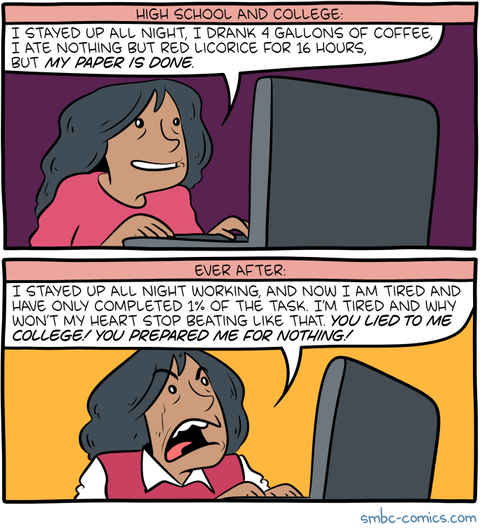 HIGH SCHOOL AND COLLEGE:
I STAYED UP ALL NIGHT, I DRANK 4 GALLONS OF COFFEE,
I ATE NOTHING BUT RED LICORICE FOR 16 HOURS,
BUT MY PAPER IS DONE.
EVER AFTER:
I STAYED UP ALL NIGHT WORKING, AND NOW I AM TIRED AND
HAVE ONLY COMPLETED 1% OF THE TASK. I'M TIRED AND WHY
WON'T MY HEART STOP BEATING LIKE THAT. YOU LIED TO ME
COLLEGE! YOU PREPARED ME FOR NOTHING!
smbc-comics.com